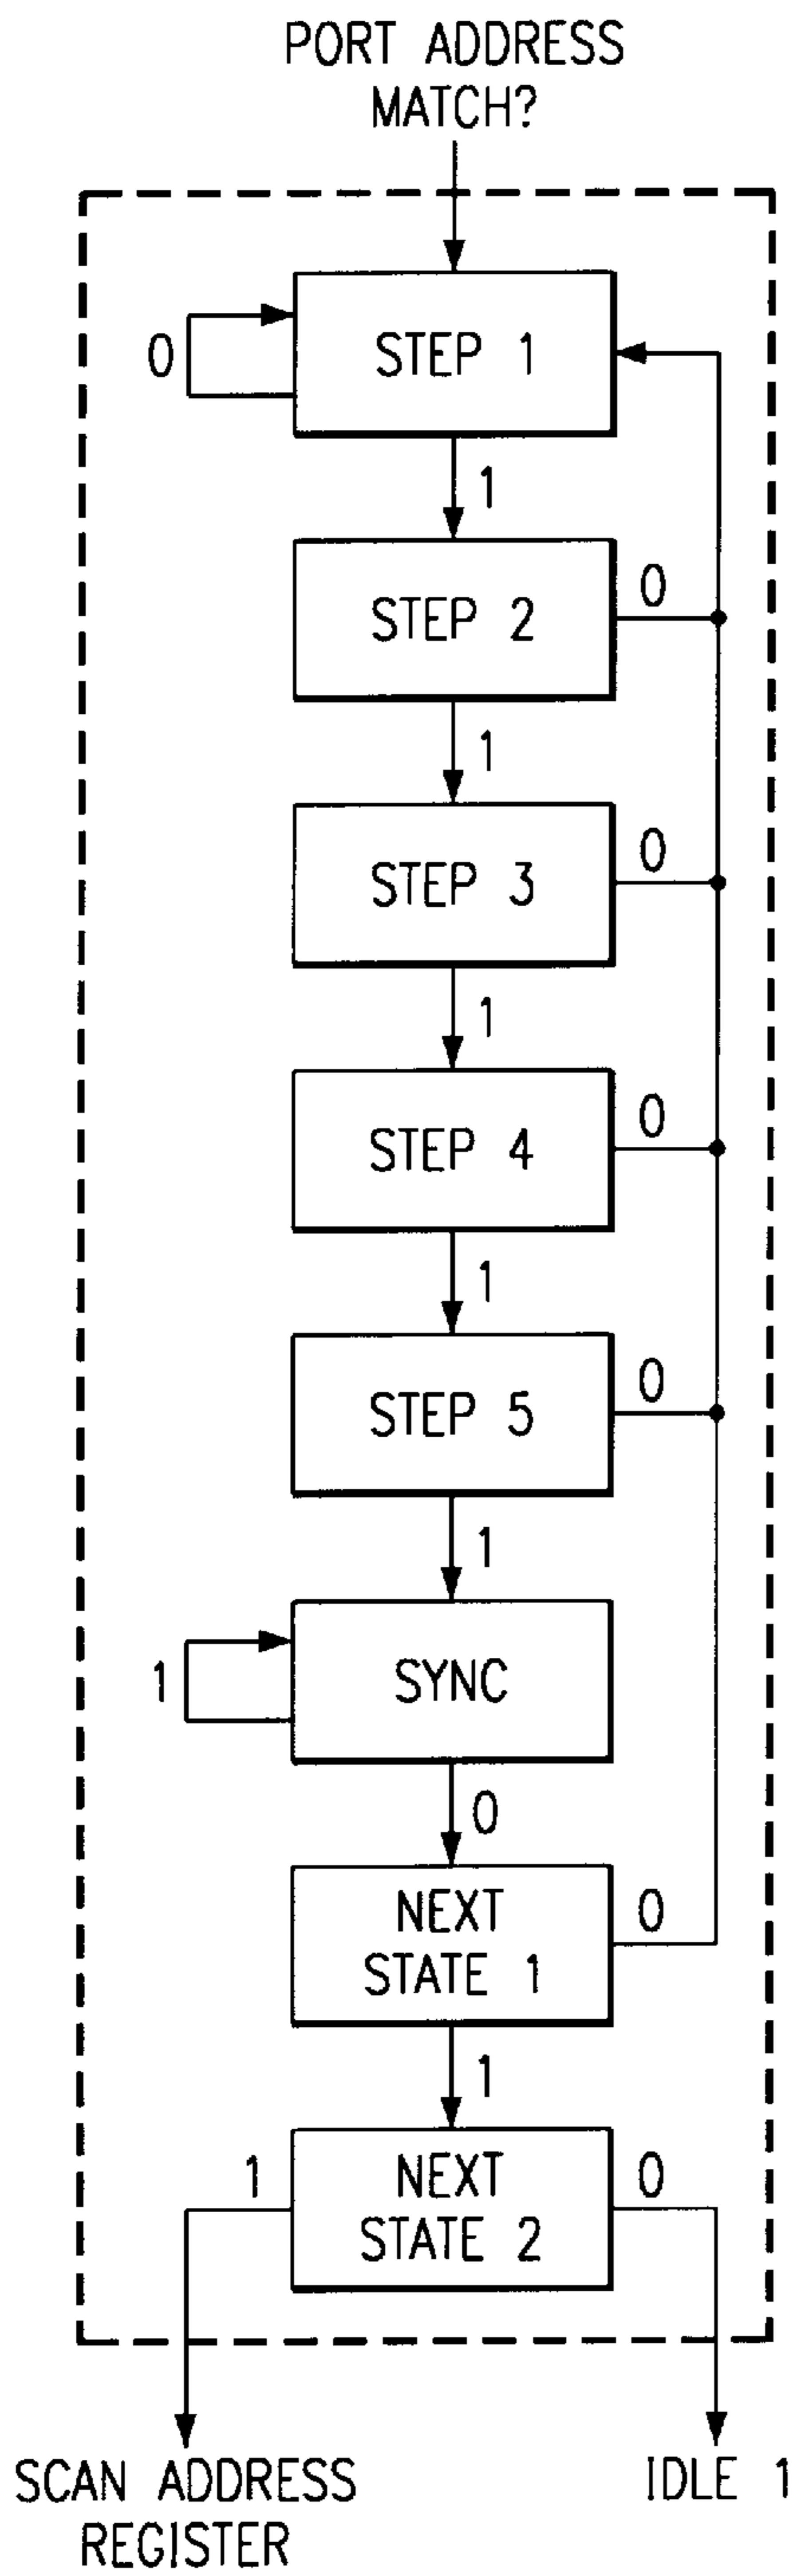 PORT ADDRESS
MATCH?
0
STEP 1
1
STEP 2
0
1
STEP 3
0
1
STEP 4
0
1
STEP 5
0
1
1
SYNC
0
NEXT
STATE 1
0
1
1
NEXT
STATE 2
0
SCAN ADDRESS
REGISTER
IDLE 1